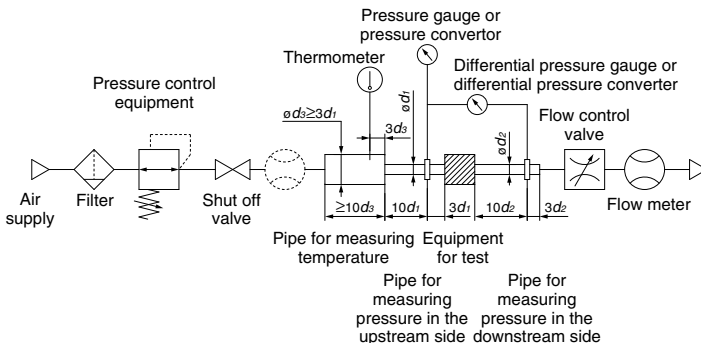 Pressure gauge or
pressure convertor
Thermometer
Differential pressure gauge or
differential pressure converter
Pressure control
equipment
ød3≥3d1
3d3
ød1
ød2
Flow control
valve
Air
supply
Filter
Shut off
valve
≥10d3
10d1
3d1
10d2
3d2
Flow meter
Pipe for measuring
temperature
Equipment
for test
Pipe for
measuring
pressure in the
upstream side
Pipe for
measuring
pressure in the
downstream side